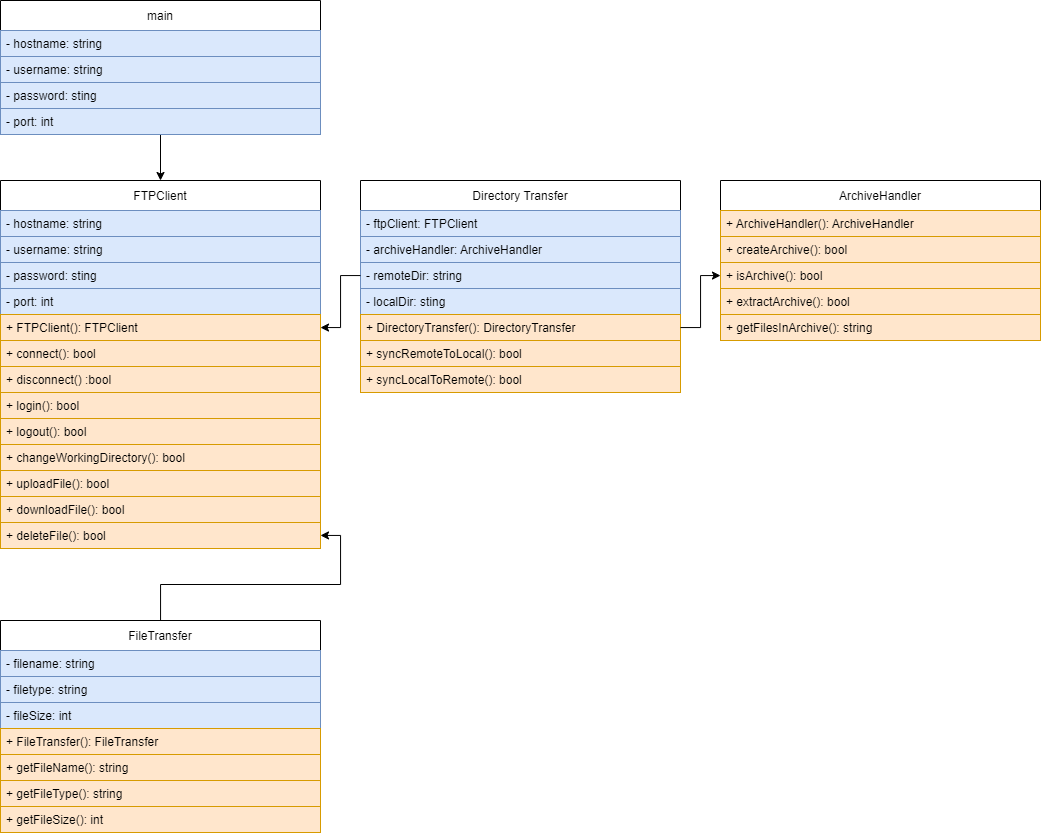 main
- hostname: string
- username: string
- password: sting
- port: int
FTPClient
- hostname: string
- username: string
- password: sting
- port: int
+ FTPClient(): FTPClient
+ connect(): bool
+ disconnect() :bool
+ login(): bool
+ logout(): bool
+ changeWorkingDirectory(): bool
+ uploadFile(): bool
+ downloadFile(): bool
+ deleteFile(): bool
Directory Transfer
- ftpClient: FTPClient
- archiveHandler: ArchiveHandler
- remoteDir: string
- localDir: sting
+ DirectoryTransfer(): DirectoryTransfer
+ syncRemoteToLocal(): bool
+ syncLocalToRemote(): bool
ArchiveHandler
+ ArchiveHandler(): ArchiveHandler
+ createArchive(): bool
+ isArchive(): bool
+ extractArchive(): bool
+ getFilesInArchive(): string
FileTransfer
- filename: string
- filetype: string
- fileSize: int
+ FileTransfer(): FileTransfer
+ getFileName(): string
+ getFileType(): string
+ getFileSize(): int